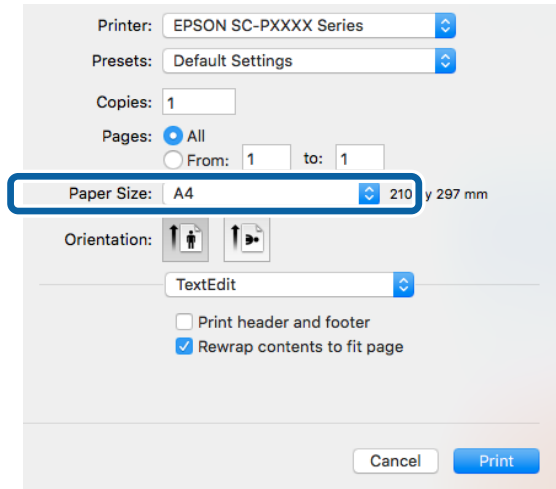 Printer: EPSON SC-PXXXX Series
Presets: Default Settings
Copies: 1
Pages: All
From: 1 to: 1
Paper Size: A4 210 y 297 mm
Orientation:
TextEdit
Print header and footer
Rewrap contents to fit page
Cancel Print